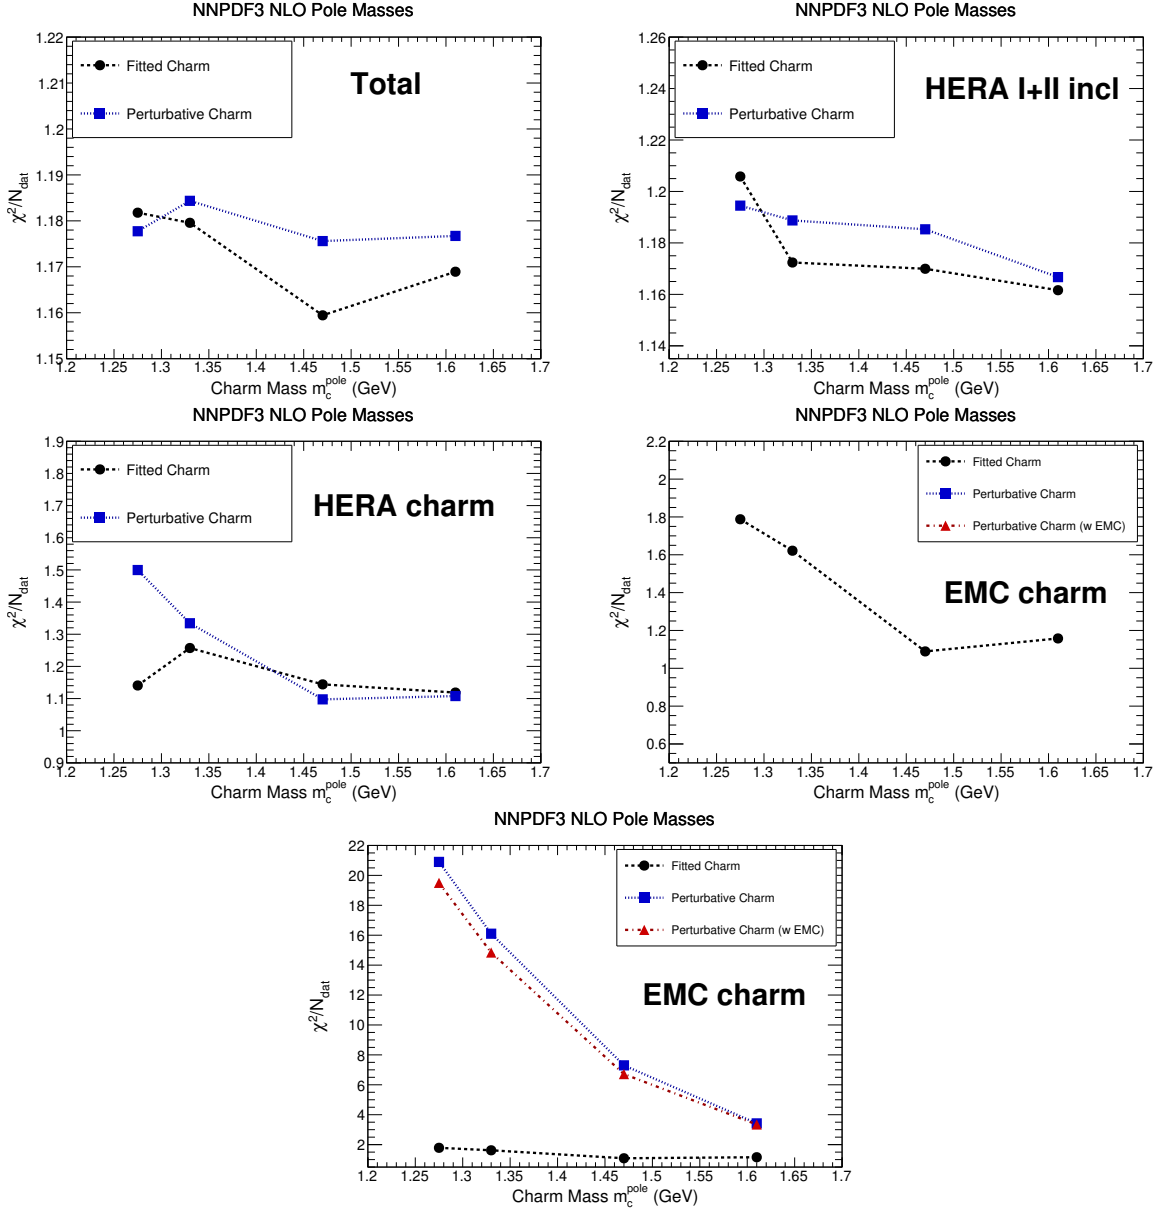 NNPDF3 NLO Pole Masses
1.22
1.21
1.2
1.19
1.18
1.17
1.16
1.15
χ²/N_dat
Fitted Charm
Perturbative Charm
Total
1.2 1.25 1.3 1.35 1.4 1.45 1.5 1.55 1.6 1.65 1.7
Charm Mass m_c^pole (GeV)
NNPDF3 NLO Pole Masses
1.26
1.24
1.22
1.2
1.18
1.16
1.14
χ²/N_dat
Fitted Charm
Perturbative Charm
HERA I+II incl
1.2 1.25 1.3 1.35 1.4 1.45 1.5 1.55 1.6 1.65 1.7
Charm Mass m_c^pole (GeV)
NNPDF3 NLO Pole Masses
1.9
1.8
1.7
1.6
1.5
1.4
1.3
1.2
1.1
1
0.9
χ²/N_dat
Fitted Charm
Perturbative Charm
HERA charm
1.2 1.25 1.3 1.35 1.4 1.45 1.5 1.55 1.6 1.65 1.7
Charm Mass m_c^pole (GeV)
NNPDF3 NLO Pole Masses
2.2
2
1.8
1.6
1.4
1.2
1
0.8
0.6
χ²/N_dat
Fitted Charm
Perturbative Charm
Perturbative Charm (w EMC)
EMC charm
1.2 1.25 1.3 1.35 1.4 1.45 1.5 1.55 1.6 1.65 1.7
Charm Mass m_c^pole (GeV)
NNPDF3 NLO Pole Masses
22
20
18
16
14
12
10
8
6
4
2
χ²/N_dat
Fitted Charm
Perturbative Charm
Perturbative Charm (w EMC)
EMC charm
1.2 1.25 1.3 1.35 1.4 1.45 1.5 1.55 1.6 1.65 1.7
Charm Mass m_c^pole (GeV)